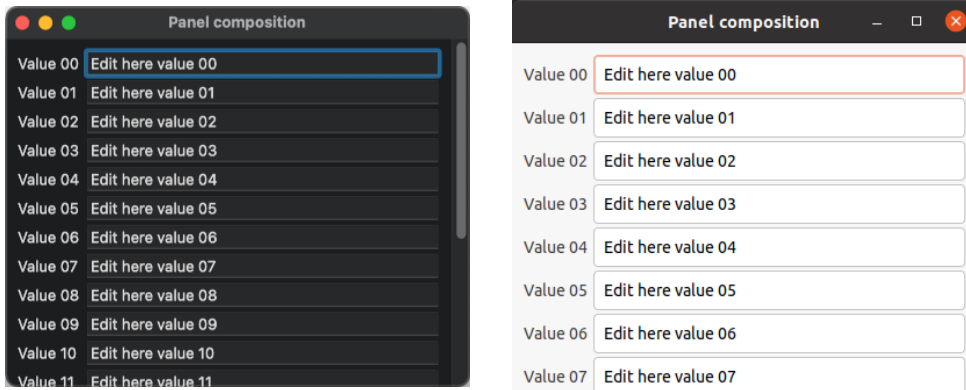 Panel composition
Value 00 Edit here value 00
Value 01 Edit here value 01
Value 02 Edit here value 02
Value 03 Edit here value 03
Value 04 Edit here value 04
Value 05 Edit here value 05
Value 06 Edit here value 06
Value 07 Edit here value 07
Value 08 Edit here value 08
Value 09 Edit here value 09
Value 10 Edit here value 10
Value 11 Edit here value 11
Panel composition
Value 00 Edit here value 00
Value 01 Edit here value 01
Value 02 Edit here value 02
Value 03 Edit here value 03
Value 04 Edit here value 04
Value 05 Edit here value 05
Value 06 Edit here value 06
Value 07 Edit here value 07